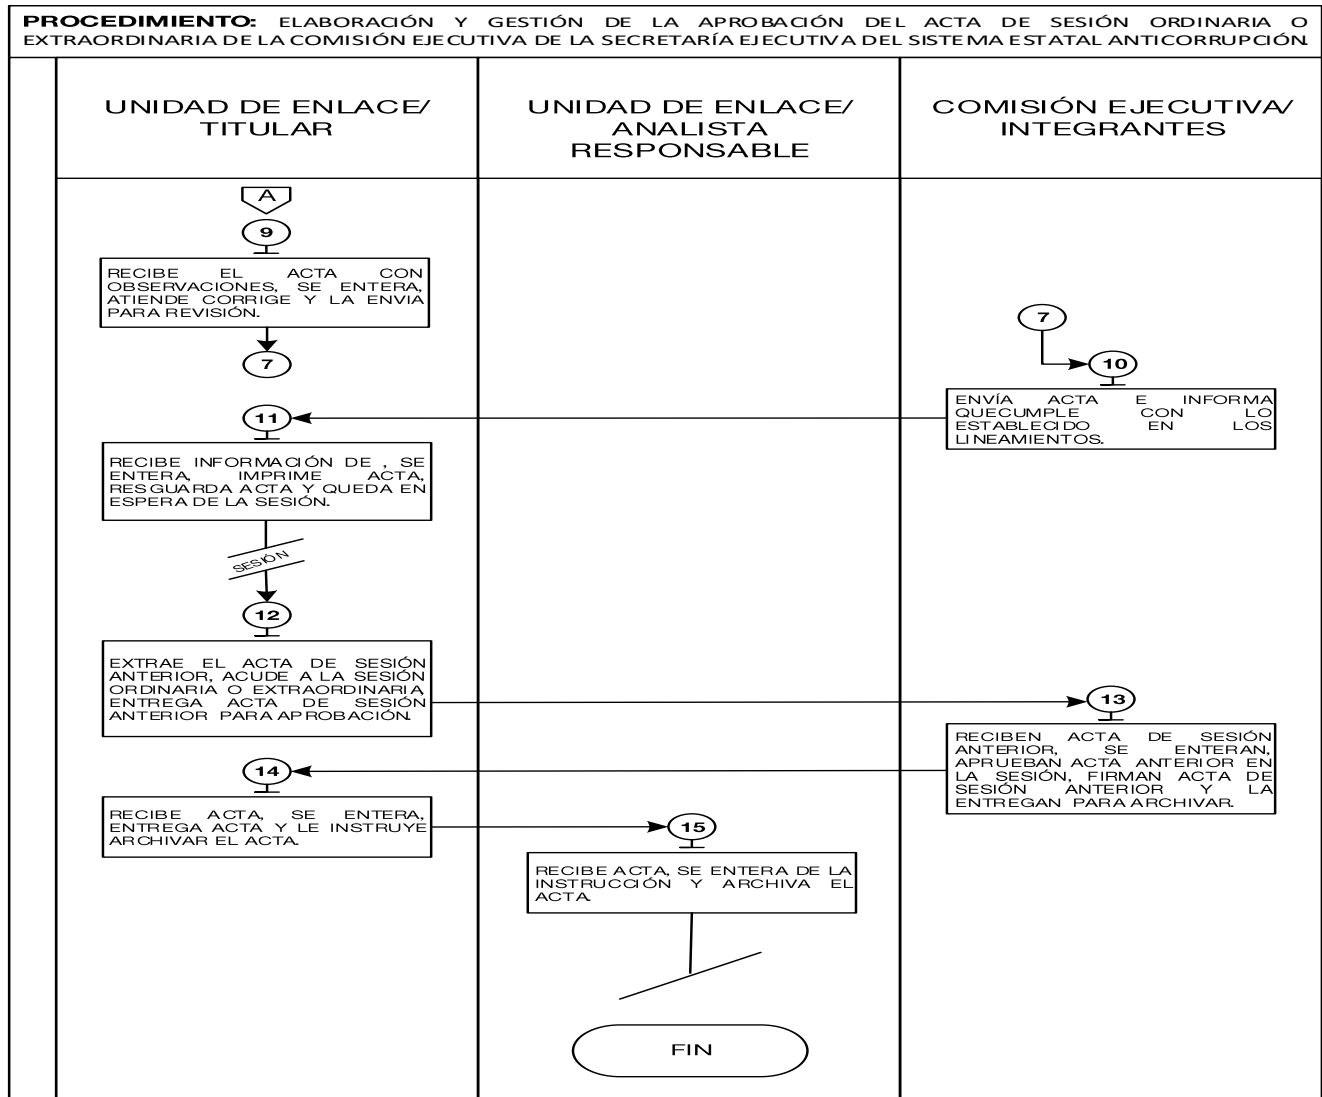 PROCEDIMIENTO: ELABORACIÓN Y GESTIÓN DE LA APROBACIÓN DEL ACTA DE SESIÓN ORDINARIA O
EXTRAORDINARIA DE LA COMISIÓN EJECUTIVA DE LA SECRETARÍA EJECUTIVA DEL SISTEMA ESTATAL ANTICORRUPCIÓN.
UNIDAD DE ENLACE/
TITULAR
UNIDAD DE ENLACE/
ANALISTA
RESPONSABLE
COMISIÓN EJECUTIVA/
INTEGRANTES
A
9
RECIBE EL ACTA CON
OBSERVACIONES, SE ENTERA,
ATIENDE CORRIGE Y LA ENVIA
PARA REVISIÓN.
7
7
10
ENVÍA ACTA E INFORMA
QUECUMPLE CON LO
ESTABLECIDO EN LOS
LINEAMIENTOS.
11
RECIBE INFORMACIÓN DE , SE
ENTERA, IMPRIME ACTA,
RESGUARDA ACTA Y QUEDA EN
ESPERA DE LA SESIÓN.
SESIÓN
12
EXTRAE EL ACTA DE SESIÓN
ANTERIOR, ACUDE A LA SESIÓN
ORDINARIA O EXTRAORDINARIA,
ENTREGA ACTA DE SESIÓN
ANTERIOR PARA APROBACIÓN.
13
RECIBEN ACTA DE SESIÓN
ANTERIOR, SE ENTERAN,
APRUEBAN ACTA ANTERIOR EN
LA SESIÓN, FIRMAN ACTA DE
SESIÓN ANTERIOR Y LA
ENTREGAN PARA ARCHIVAR.
14
RECIBE ACTA, SE ENTERA,
ENTREGA ACTA Y LE INSTRUYE
ARCHIVAR EL ACTA.
15
RECIBE ACTA, SE ENTERA DE LA
INSTRUCCIÓN Y ARCHIVA EL
ACTA.
FIN